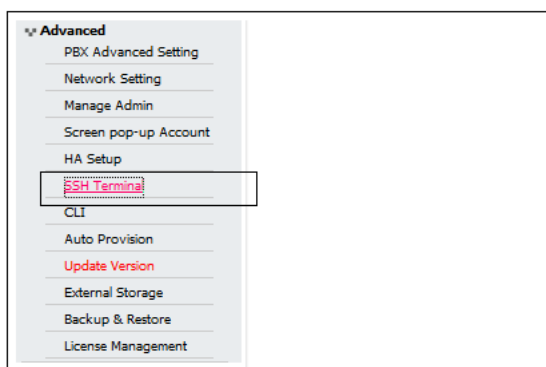 Advanced
PBX Advanced Setting
Network Setting
Manage Admin
Screen pop-up Account
HA Setup
SSH Terminal
CLI
Auto Provision
Update Version
External Storage
Backup & Restore
License Management